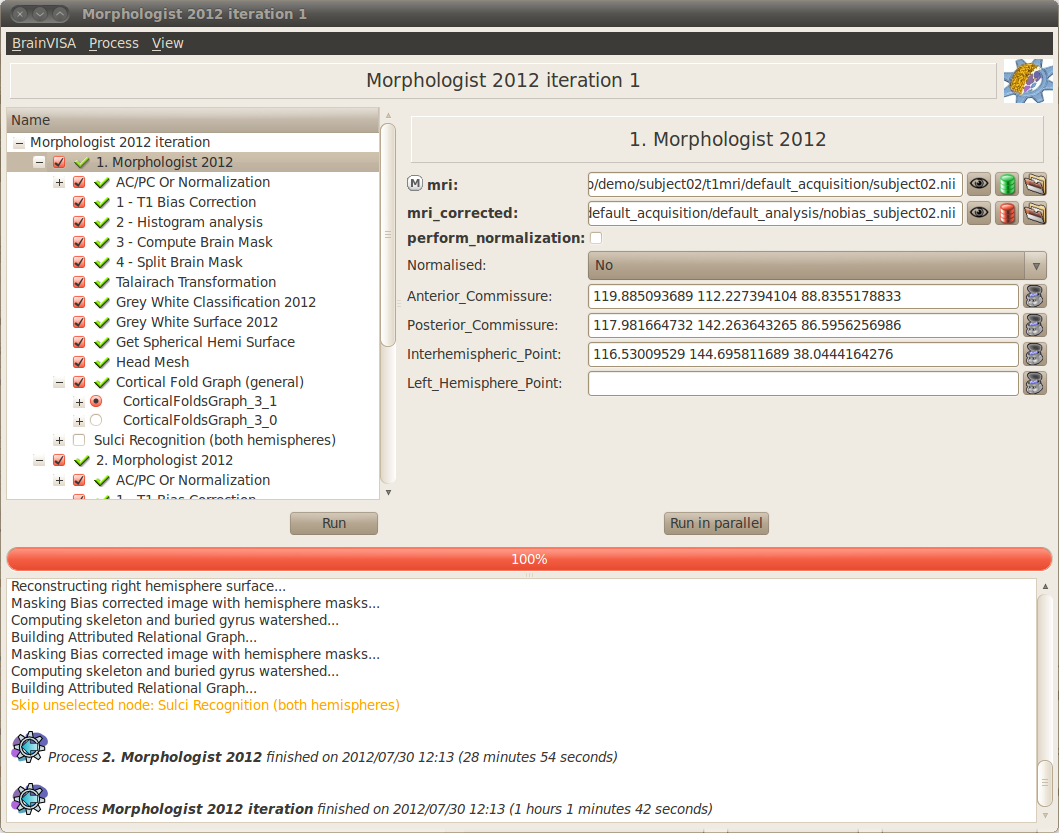 Morphologist 2012 iteration 1
BrainVISA Process View
Morphologist 2012 iteration 1
Name
Morphologist 2012 iteration
1. Morphologist 2012
AC/PC Or Normalization
1 - T1 Bias Correction
2 - Histogram analysis
3 - Compute Brain Mask
4 - Split Brain Mask
Talairach Transformation
Grey White Classification 2012
Grey White Surface 2012
Get Spherical Hemi Surface
Head Mesh
Cortical Fold Graph (general)
CorticalFoldsGraph_3_1
CorticalFoldsGraph_3_0
Sulci Recognition (both hemispheres)
2. Morphologist 2012
AC/PC Or Normalization
1 - T1 Bias Correction
1. Morphologist 2012
M mri: o/demo/subject02/t1mri/default_acquisition/subject02.nii
mri_corrected: default_acquisition/default_analysis/nobias_subject02.nii
perform_normalization:
Normalised: No
Anterior_Commissure: 119.885093689 112.227394104 88.8355178833
Posterior_Commissure: 117.981664732 142.263643265 86.5956256986
Interhemispheric_Point: 116.53009529 144.695811689 38.0444164276
Left_Hemisphere_Point:
Run Run in parallel
100%
Reconstructing right hemisphere surface...
Masking Bias corrected image with hemisphere masks...
Computing skeleton and buried gyrus watershed...
Building Attributed Relational Graph...
Masking Bias corrected image with hemisphere masks...
Computing skeleton and buried gyrus watershed...
Building Attributed Relational Graph...
Skip unselected node: Sulci Recognition (both hemispheres)
Process 2. Morphologist 2012 finished on 2012/07/30 12:13 (28 minutes 54 seconds)
Process Morphologist 2012 iteration finished on 2012/07/30 12:13 (1 hours 1 minutes 42 seconds)